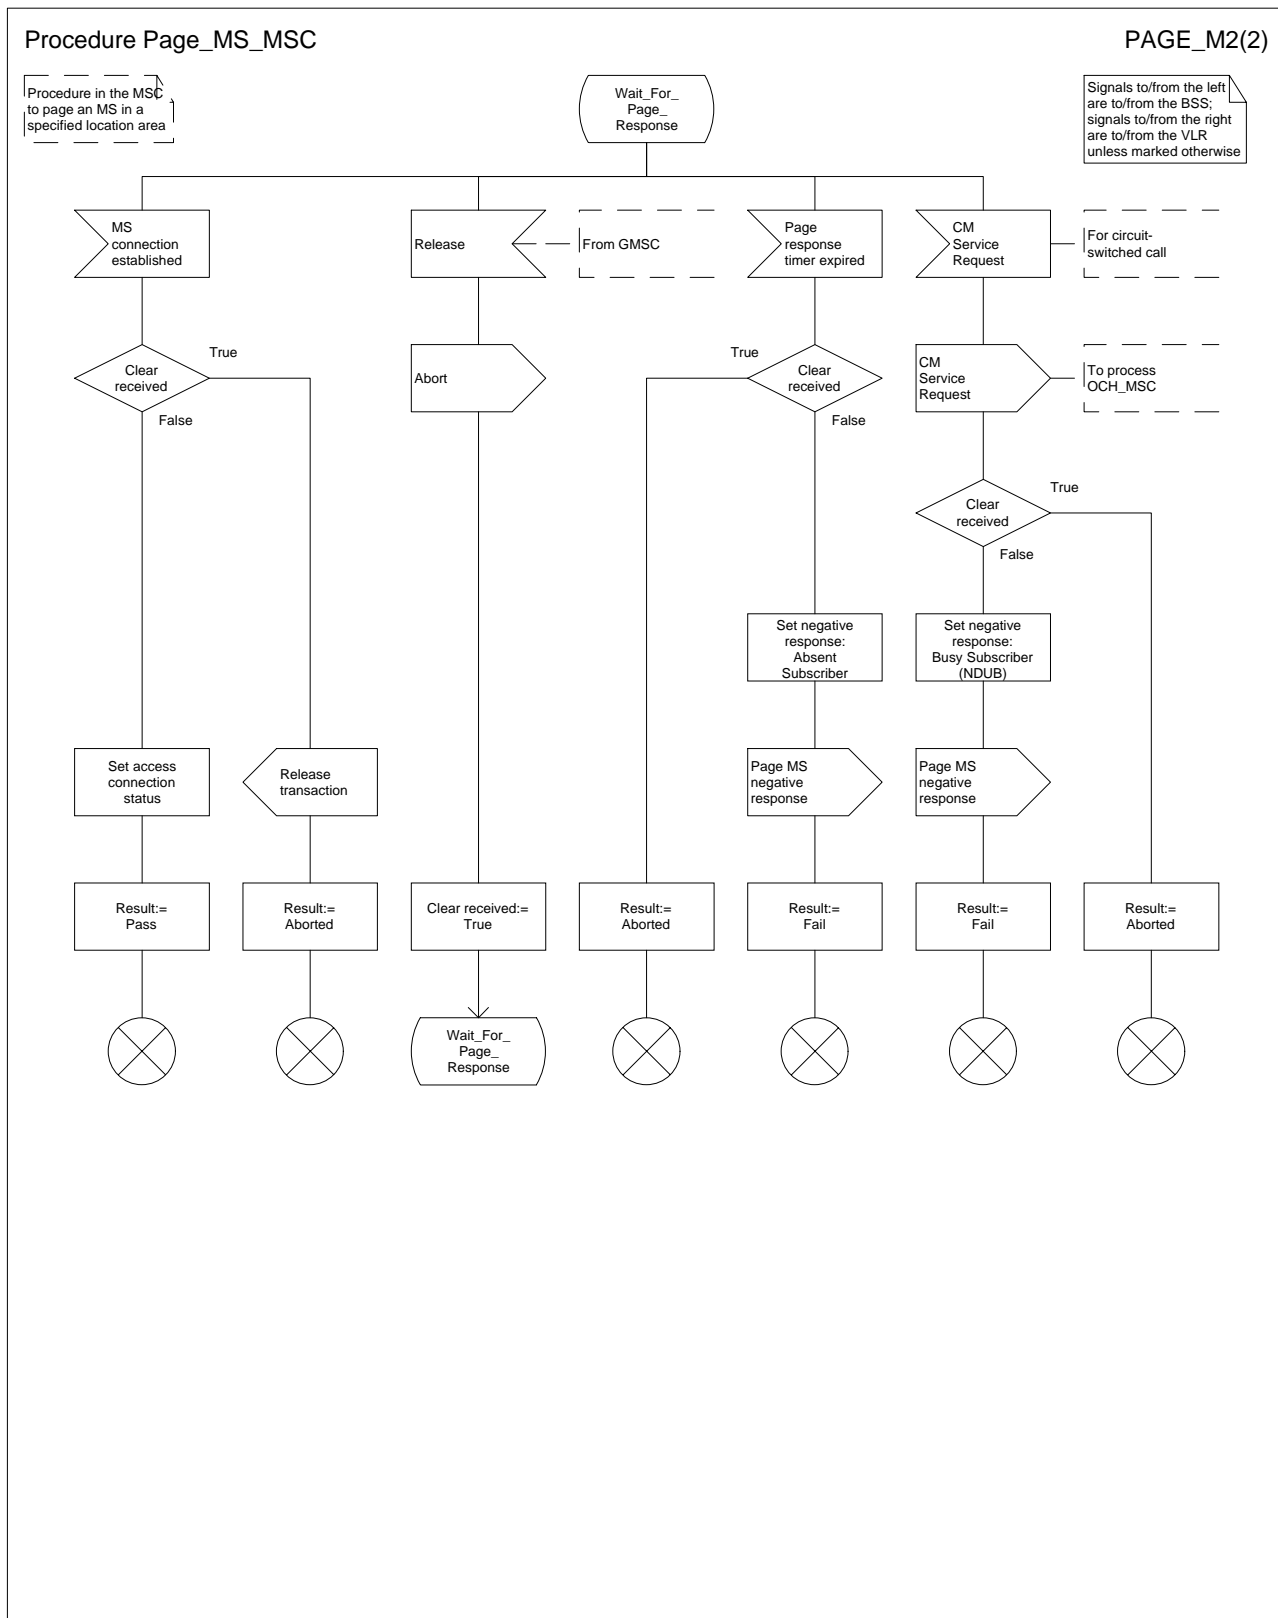 Procedure Page_MS_MSC
PAGE_M2(2)
Procedure in the MSC
to page an MS in a
specified location area
Wait_For_
Page_
Response
Signals to/from the left
are to/from the BSS;
signals to/from the right
are to/from the VLR
unless marked otherwise
MS
connection
established
Release
From GMSC
Page
response
timer expired
CM
Service
Request
For circuit-
switched call
Clear
received
True
False
Abort
True
Clear
received
False
CM
Service
Request
To process
OCH_MSC
Clear
received
True
False
Set negative
response:
Absent
Subscriber
Set negative
response:
Busy Subscriber
(NDUB)
Set access
connection
status
Release
transaction
Page MS
negative
response
Page MS
negative
response
Result:=
Pass
Result:=
Aborted
Clear received:=
True
Result:=
Aborted
Result:=
Fail
Result:=
Fail
Result:=
Aborted
Wait_For_
Page_
Response